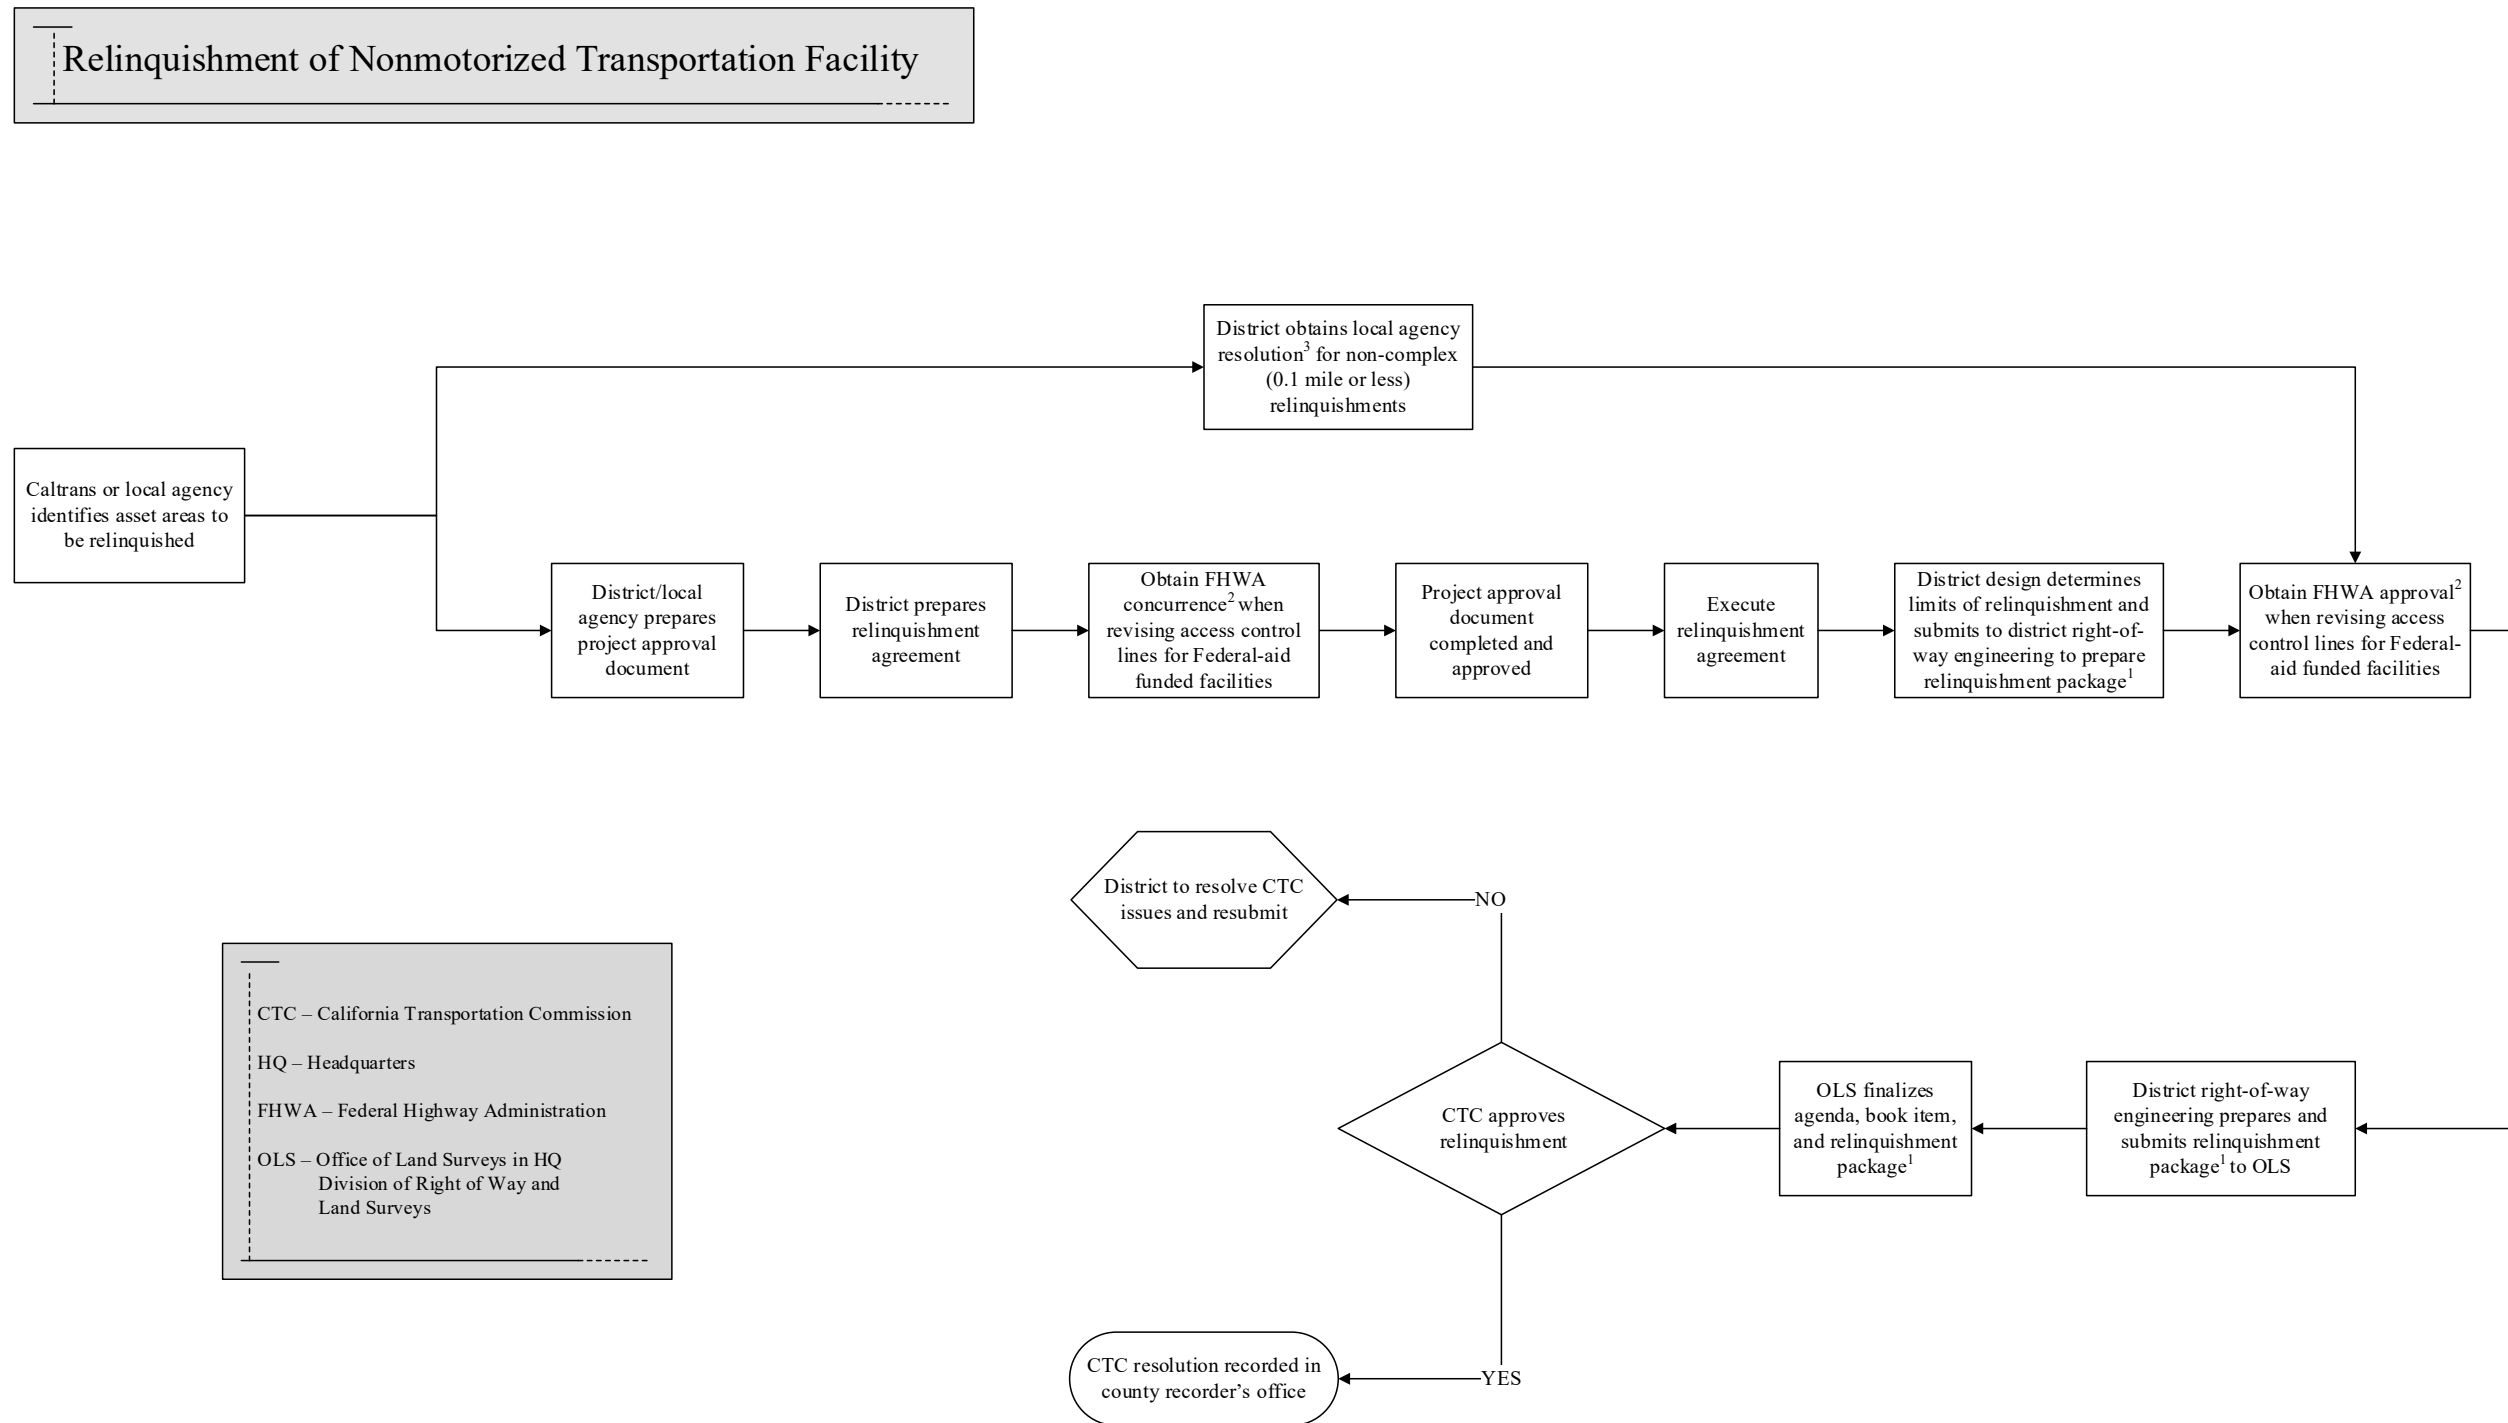 Relinquishment of Nonmotorized Transportation Facility
District obtains local agency
resolution³ for non-complex
(0.1 mile or less)
relinquishments
Caltrans or local agency
identifies asset areas to
be relinquished
District/local
agency prepares
project approval
document
District prepares
relinquishment
agreement
Obtain FHWA
concurrence² when
revising access control
lines for Federal-aid
funded facilities
Project approval
document
completed and
approved
Execute
relinquishment
agreement
District design determines
limits of relinquishment and
submits to district right-of-
way engineering to prepare
relinquishment package¹
Obtain FHWA approval²
when revising access
control lines for Federal-
aid funded facilities
District to resolve CTC
issues and resubmit
NO
CTC – California Transportation Commission
HQ – Headquarters
FHWA – Federal Highway Administration
OLS – Office of Land Surveys in HQ
Division of Right of Way and
Land Surveys
CTC approves
relinquishment
OLS finalizes
agenda, book item,
and relinquishment
package¹
District right-of-way
engineering prepares and
submits relinquishment
package¹ to OLS
CTC resolution recorded in
county recorder’s office
YES